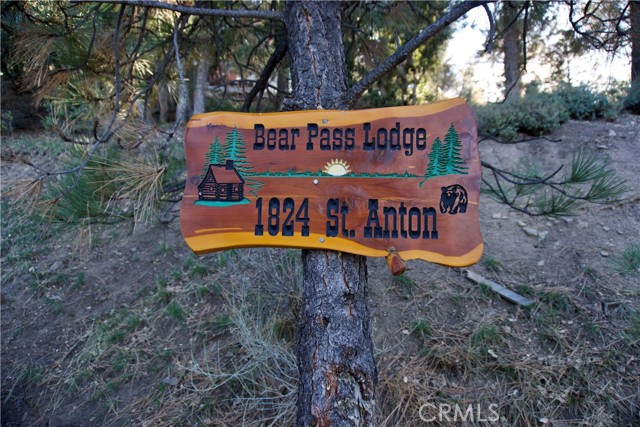 Bear Pass Lodge
1824 St. Anton
CRMLS